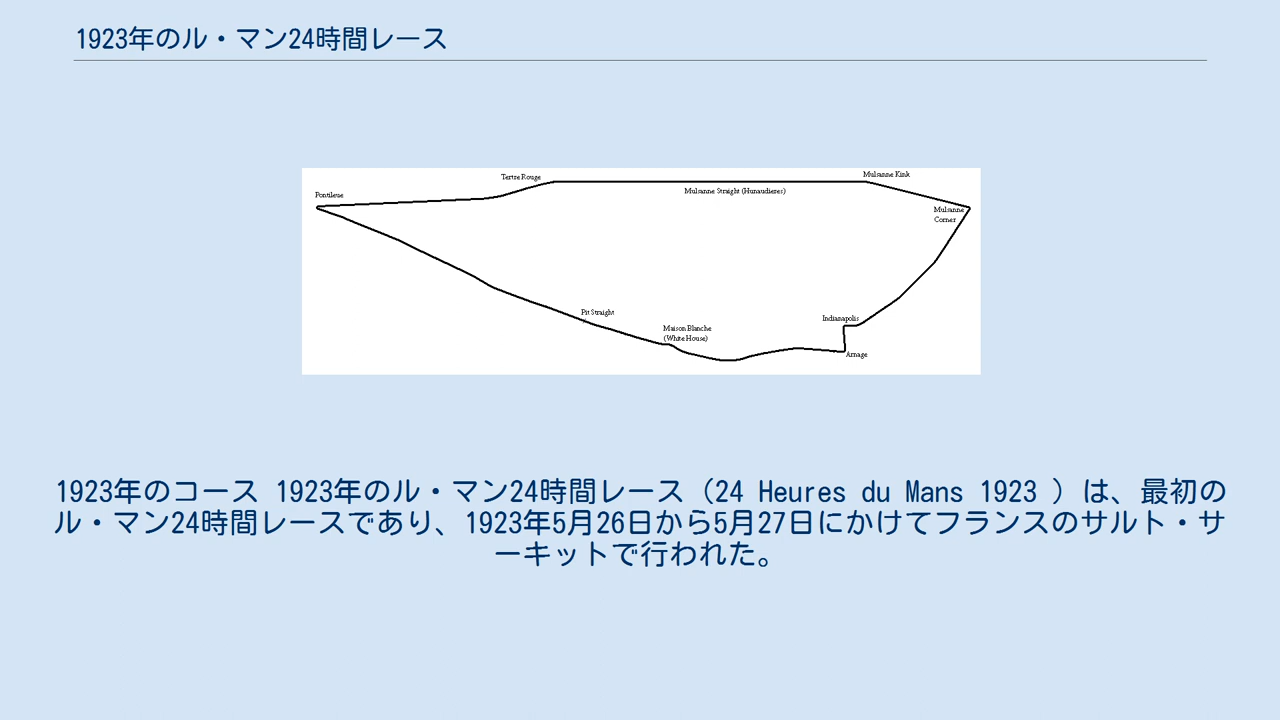 1923年のル・マン24時間レース
Tertre Rouge
Mulsanne Kink
Pontlieue
Mulsanne Straight (Hunaudieres)
Mulsanne
Corner
Pit Straight
Indianapolis
Maison Blanche
(White House)
Arnage
1923年のコース 1923年のル・マン24時間レース（24 Heures du Mans 1923 ）は、最初の
ル・マン24時間レースであり、1923年5月26日から5月27日にかけてフランスのサルト・サ
ーキットで行われた。